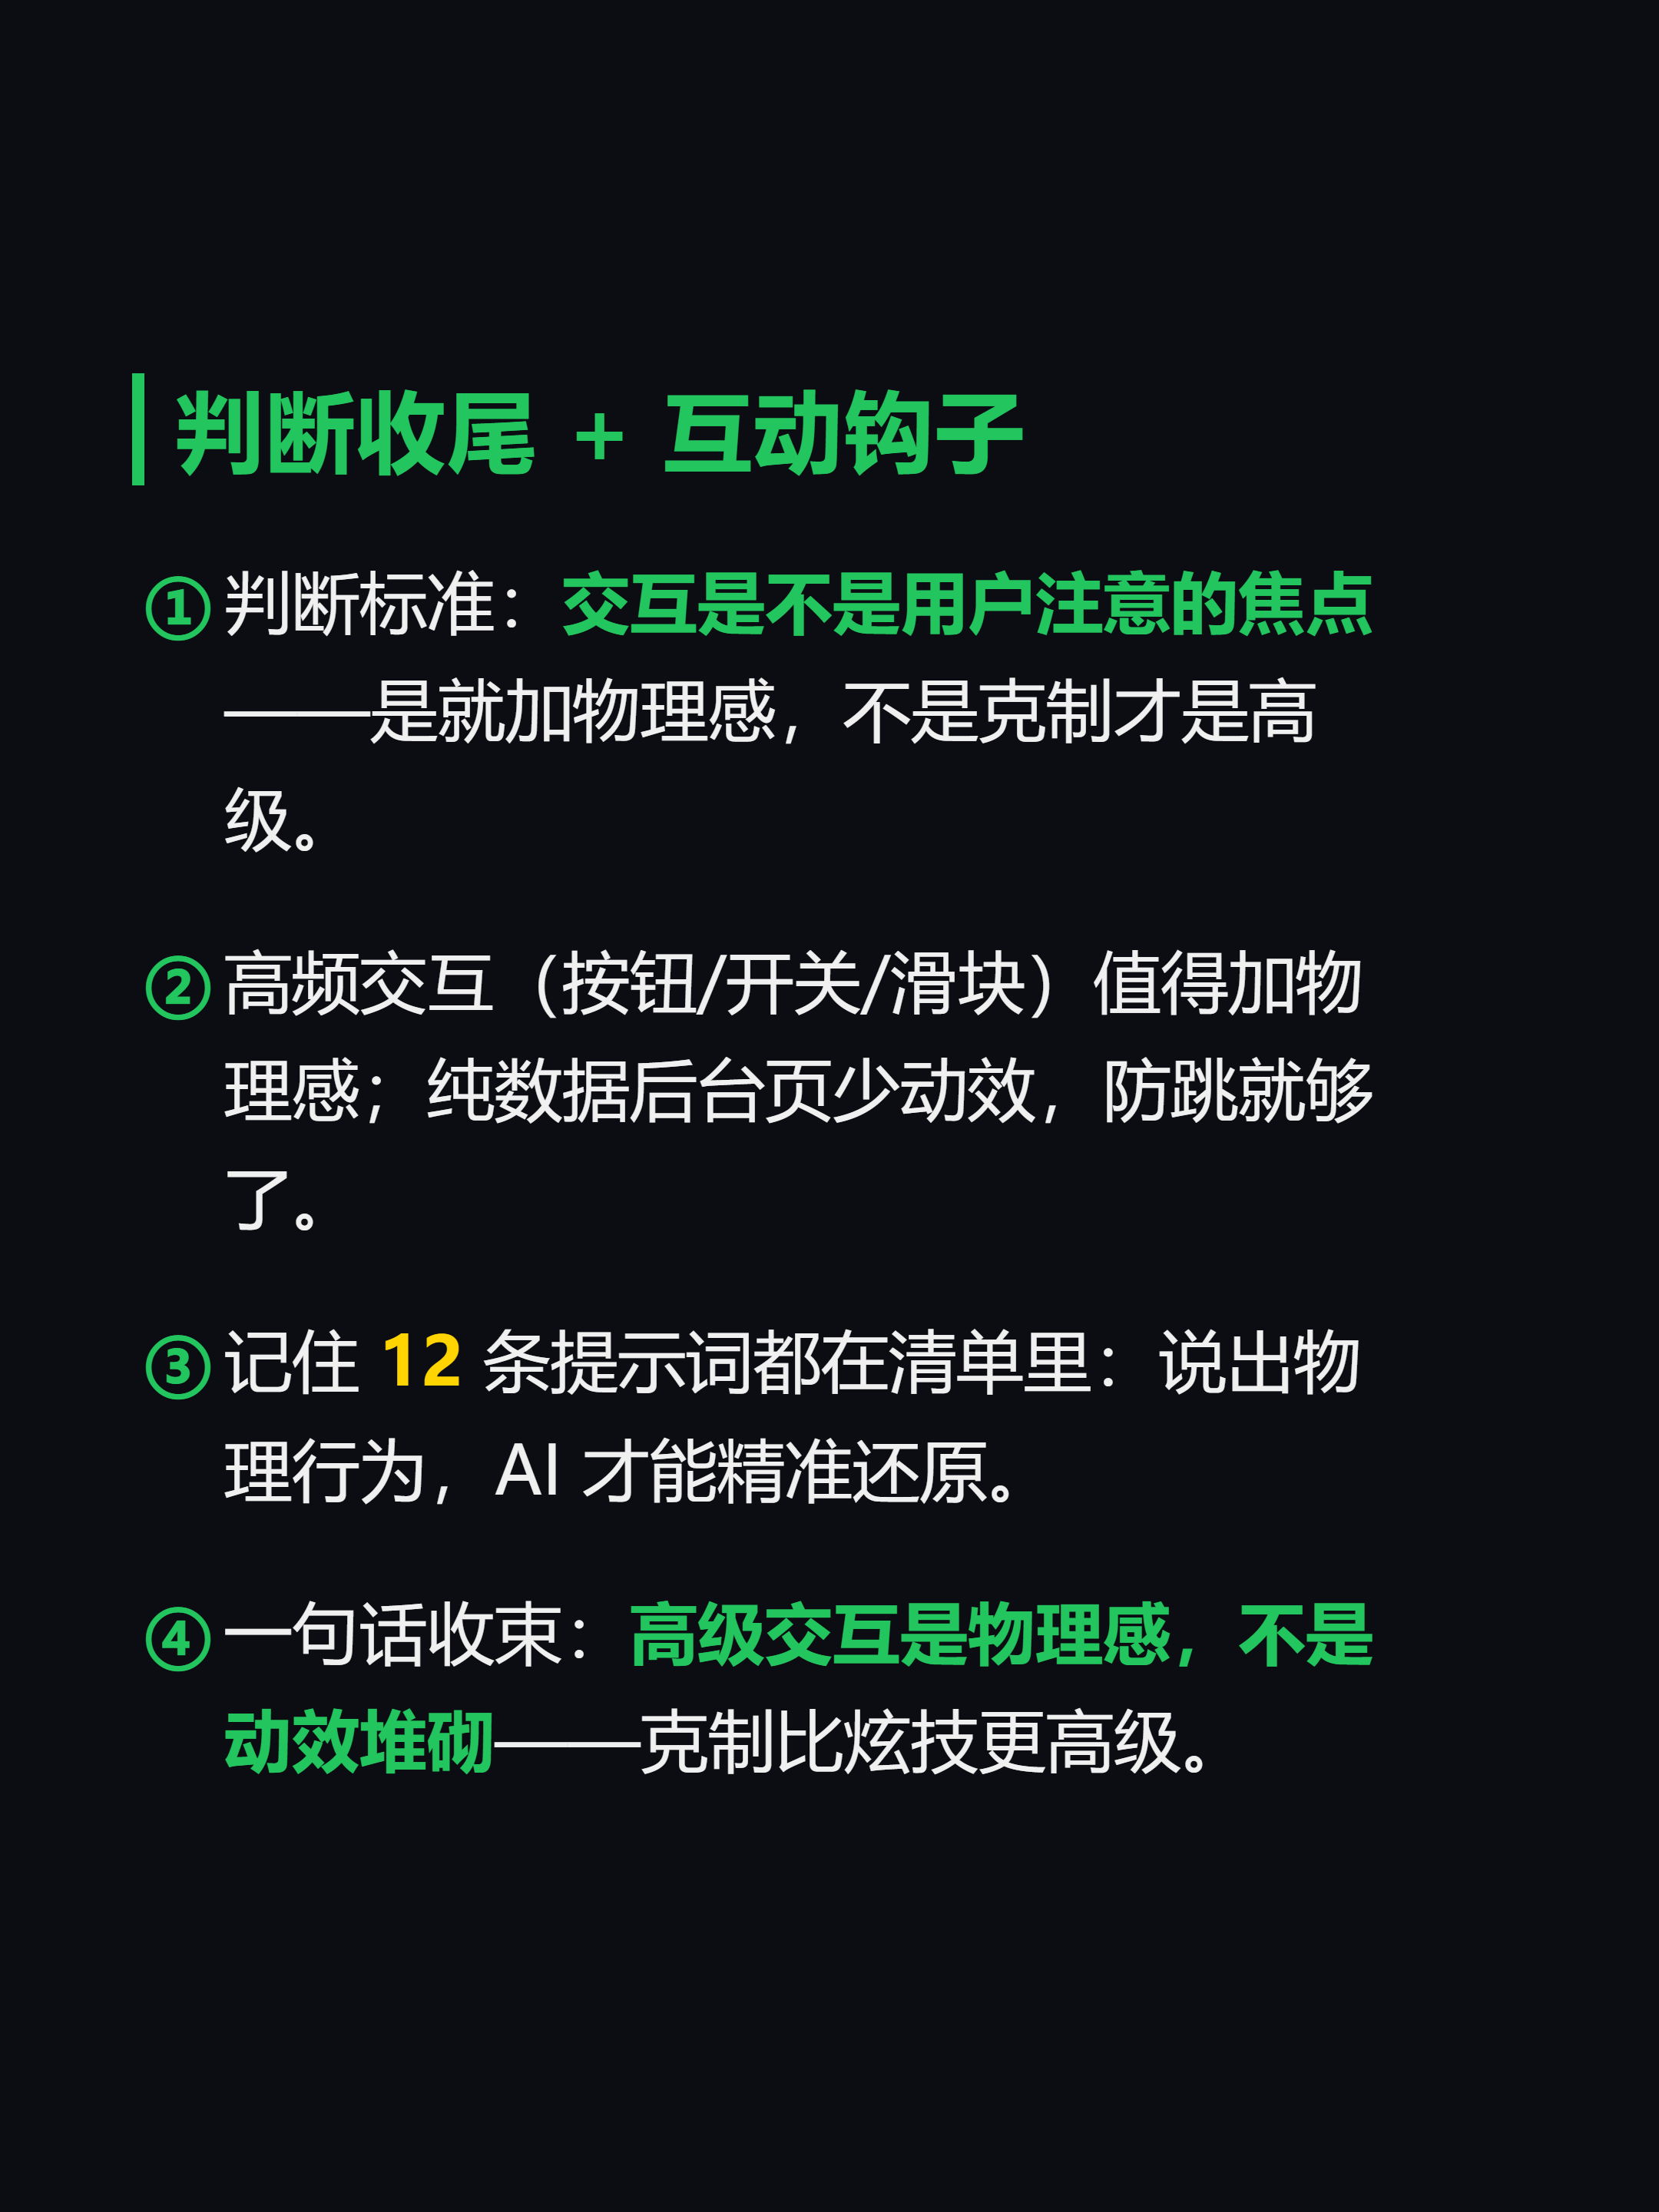 判断收尾 + 互动钩子
① 判断标准：交互是不是用户注意的焦点
——是就加物理感，不是克制才是高
级。
② 高频交互（按钮/开关/滑块）值得加物
理感；纯数据后台页少动效，防跳就够
了。
③ 记住 12 条提示词都在清单里：说出物
理行为，AI 才能精准还原。
④ 一句话收束：高级交互是物理感，不是
动效堆砌——克制比炫技更高级。